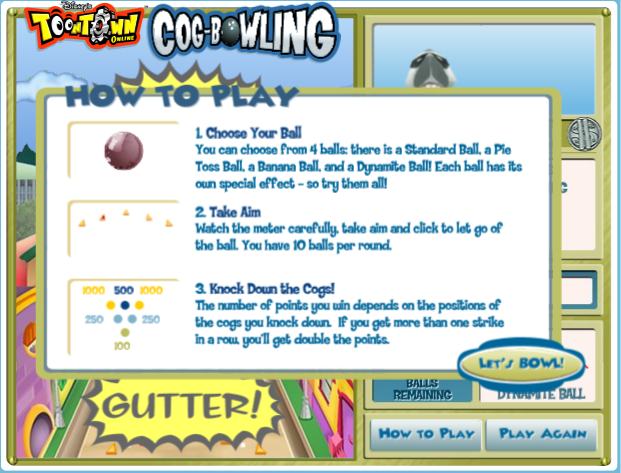 Disney's
TOONTOWN
ONLINE
COG-BOWLING
HOW TO PLAY
1. Choose Your Ball
You can choose from 4 balls: there is a Standard Ball, a Pie
Toss Ball, a Banana Ball, and a Dynamite Ball! Each ball has its
own special effect - so try them all!
2. Take Aim
Watch the meter carefully, take aim and click to let go of
the ball. You have 10 balls per round.
3. Knock Down the Cogs!
1000 500 1000
250 250
100
The number of points you win depends on the positions of
the cogs you knock down. If you get more than one strike
in a row, you'll get double the points.
LET'S BOWL!
GUTTER!
BALLS
REMAINING
DYNAMITE BALL
HOW TO PLAY
PLAY AGAIN